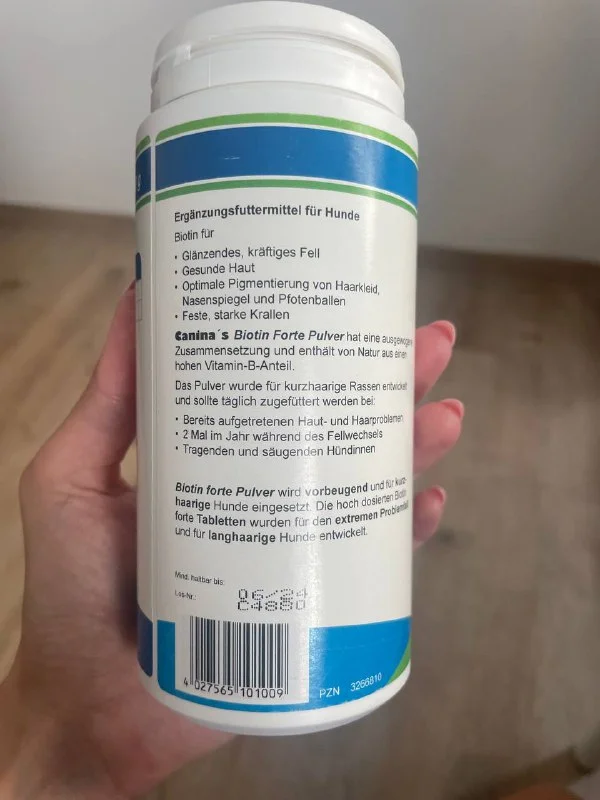 Ergänzungsfuttermittel für Hunde
Biotin für
• Glänzendes, kräftiges Fell
• Gesunde Haut
• Optimale Pigmentierung von Haarkleid,
Nasenspiegel und Pfotenballen
• Feste, starke Krallen
Canina´s Biotin Forte Pulver hat eine ausgewogene
Zusammensetzung und enthält von Natur aus einen
hohen Vitamin-B-Anteil.
Das Pulver wurde für kurzhaarige Rassen entwickelt
und sollte täglich zugefüttert werden bei:
• Bereits aufgetretenen Haut- und Haarproblemen
• 2 Mal im Jahr während des Fellwechsels
• Tragenden und säugenden Hündinnen
Biotin forte Pulver wird vorbeugend und für kurz-
haarige Hunde eingesetzt. Die hoch dosierten Biotin
forte Tabletten wurden für den extremen Problemfall
und für langhaarige Hunde entwickelt.
Mind. haltbar bis:
06/24
Los-Nr.:
C4880
4 027565 101009
PZN 3266810